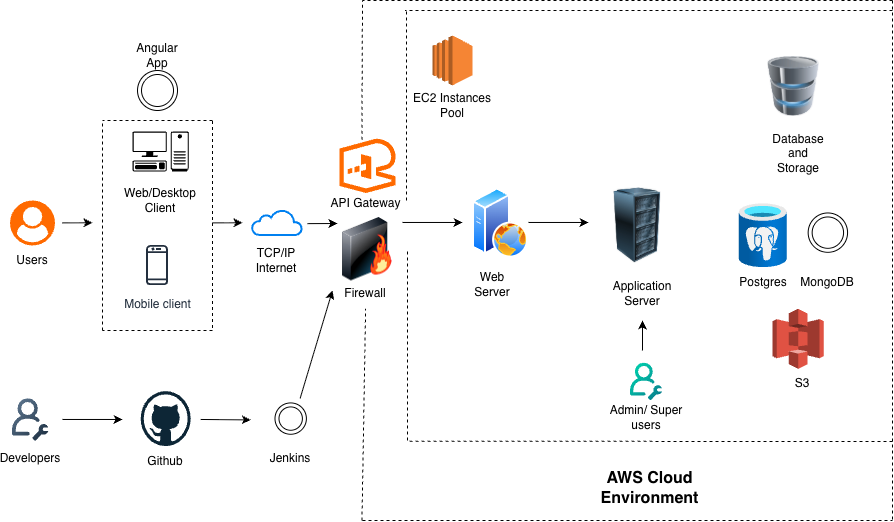 Angular
App
EC2 Instances
Pool
Database
and
Storage
Web/Desktop
Client
API Gateway
Users
TCP/IP
Internet
Mobile client
Firewall
Web
Server
Application
Server
Postgres
MongoDB
S3
Admin/ Super
users
Developers
Github
Jenkins
AWS Cloud
Environment